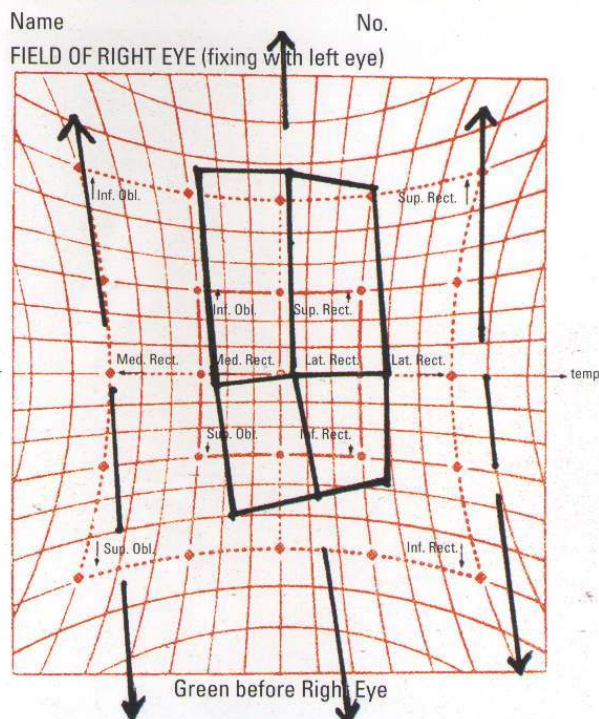 Name No.
FIELD OF RIGHT EYE (fixing with left eye)
Inf. Obl. Sup. Rect.
Inf. Obl. Sup. Rect.
Med. Rect. Med. Rect. Lat. Rect. Lat. Rect. temp
Sup. Obl. Inf. Rect.
Sup. Obl. Inf. Rect.
Green before Right Eye